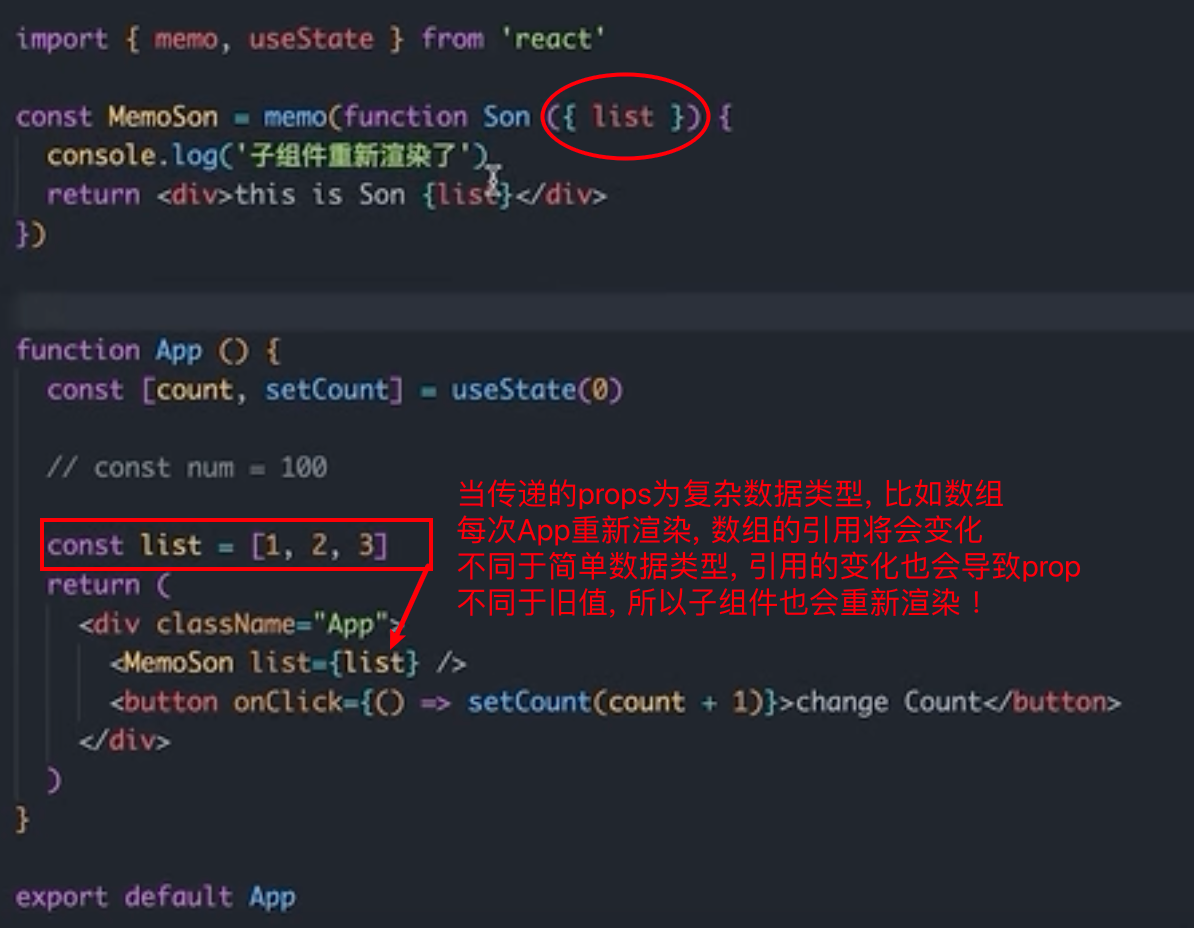 import { memo, useState } from 'react'
const MemoSon = memo(function Son ({ list }) {
console.log('子组件重新渲染了')
return <div>this is Son {list}</div>
})
function App () {
const [count, setCount] = useState(0)
// const num = 100
当传递的props为复杂数据类型, 比如数组
每次App重新渲染, 数组的引用将会变化
const list = [1, 2, 3]
不同于简单数据类型, 引用的变化也会导致prop
return (
不同于旧值, 所以子组件也会重新渲染！
<div className="App">
<MemoSon list={list} />
<button onClick={() => setCount(count + 1)}>change Count</button>
</div>
)
}
export default App